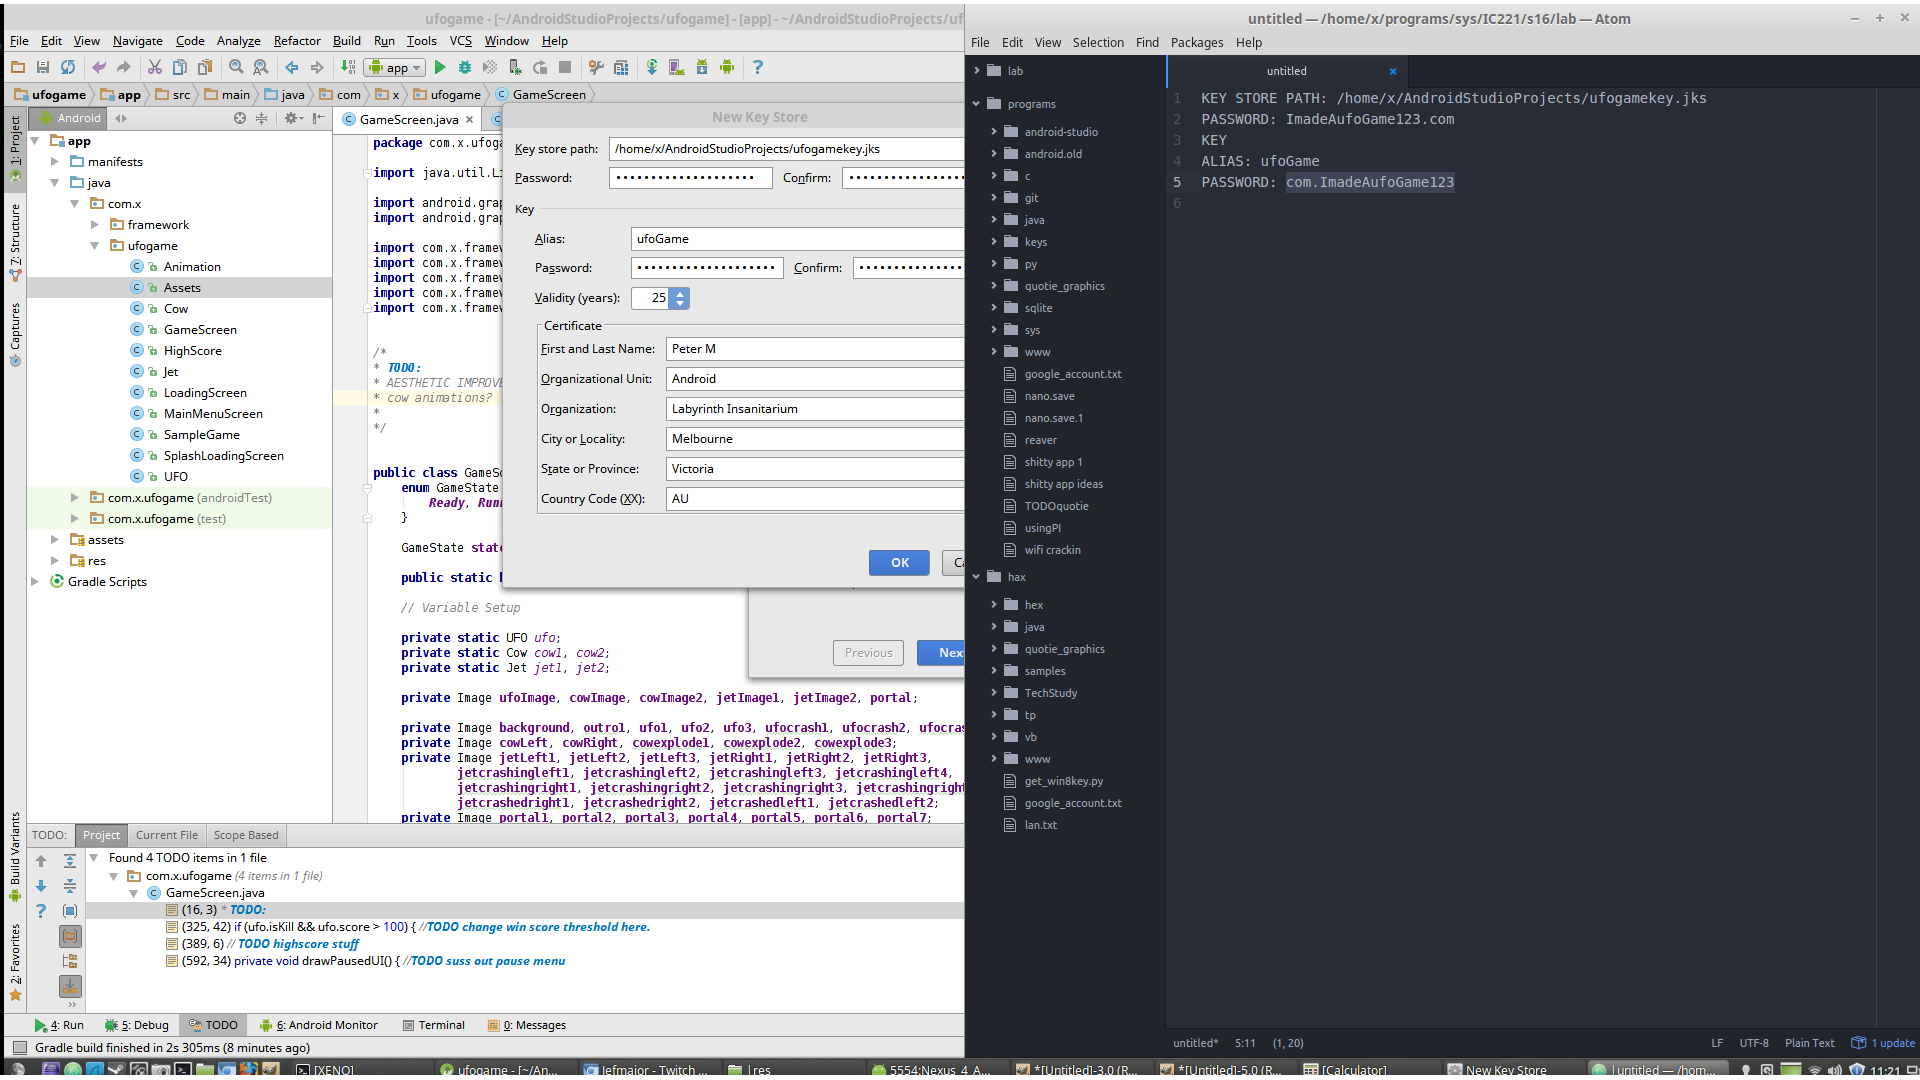 ufogame - [~/AndroidStudioProjects/ufogame] - [app] - ~/AndroidStudioProjects/uf
File Edit View Navigate Code Analyze Refactor Build Run Tools VCS Window Help
app
ufogame app src main java com x ufogame GameScreen
Android
GameScreen.java
1: Project
7: Structure
Captures
Build Variants
2: Favorites
app
manifests
java
com.x
framework
ufogame
Animation
Assets
Cow
GameScreen
HighScore
Jet
LoadingScreen
MainMenuScreen
SampleGame
SplashLoadingScreen
UFO
com.x.ufogame (androidTest)
com.x.ufogame (test)
assets
res
Gradle Scripts
package com.x.ufoga
import java.util.Li
import android.grap
import android.grap
import com.x.framew
import com.x.framew
import com.x.framew
import com.x.framew
import com.x.framew
/*
* TODO:
* AESTHETIC IMPROVE
* cow animations?
*
*/
public class GameSc
enum GameState
Ready, Runn
}
GameState state
public static
// Variable Setup
private static UFO ufo;
private static Cow cow1, cow2;
private static Jet jet1, jet2;
private Image ufoImage, cowImage, cowImage2, jetImage1, jetImage2, portal;
private Image background, outro1, ufo1, ufo2, ufo3, ufocrash1, ufocrash2, ufocras
private Image cowLeft, cowRight, cowexplode1, cowexplode2, cowexplode3;
private Image jetLeft1, jetLeft2, jetLeft3, jetRight1, jetRight2, jetRight3,
jetcrashingleft1, jetcrashingleft2, jetcrashingleft3, jetcrashingleft4,
jetcrashingright1, jetcrashingright2, jetcrashingright3, jetcrashingright
jetcrashedright1, jetcrashedright2, jetcrashedleft1, jetcrashedleft2;
private Image portal1, portal2, portal3, portal4, portal5, portal6, portal7;
New Key Store
Key store path: /home/x/AndroidStudioProjects/ufogamekey.jks
Password: •••••••••••••••••• Confirm:
Key
Alias: ufoGame
Password: •••••••••••••••••• Confirm:
Validity (years): 25
Certificate
First and Last Name: Peter M
Organizational Unit: Android
Organization: Labyrinth Insanitarium
City or Locality: Melbourne
State or Province: Victoria
Country Code (XX): AU
OK Ca
Previous Nex
TODO: Project Current File Scope Based
Found 4 TODO items in 1 file
com.x.ufogame (4 items in 1 file)
GameScreen.java
(16, 3) * TODO:
(325, 42) if (ufo.isKill && ufo.score > 100) { //TODO change win score threshold here.
(389, 6) // TODO highscore stuff
(592, 34) private void drawPausedUI() { //TODO suss out pause menu
4: Run 5: Debug TODO 6: Android Monitor Terminal 0: Messages
Gradle build finished in 2s 305ms (8 minutes ago)
untitled — /home/x/programs/sys/IC221/s16/lab — Atom
File Edit View Selection Find Packages Help
lab
programs
android-studio
android.old
c
git
java
keys
py
quotie_graphics
sqlite
sys
www
google_account.txt
nano.save
nano.save.1
reaver
shitty app 1
shitty app ideas
TODOquotie
usingPI
wifi crackin
hax
hex
java
quotie_graphics
samples
TechStudy
tp
vb
www
get_win8key.py
google_account.txt
lan.txt
untitled
1 KEY STORE PATH: /home/x/AndroidStudioProjects/ufogamekey.jks
2 PASSWORD: ImadeAufoGame123.com
3 KEY
4 ALIAS: ufoGame
5 PASSWORD: com.ImadeAufoGame123
6
untitled* 5:11 (1, 20) LF UTF-8 Plain Text 1 update
[XENO] ufogame - [~/An... lefmajor - Twitch ... res 5554:Nexus_4_A... *[Untitled]-3.0 (R... *[Untitled]-5.0 (R... [Calculator] New Key Store untitled — /hom... 11:21